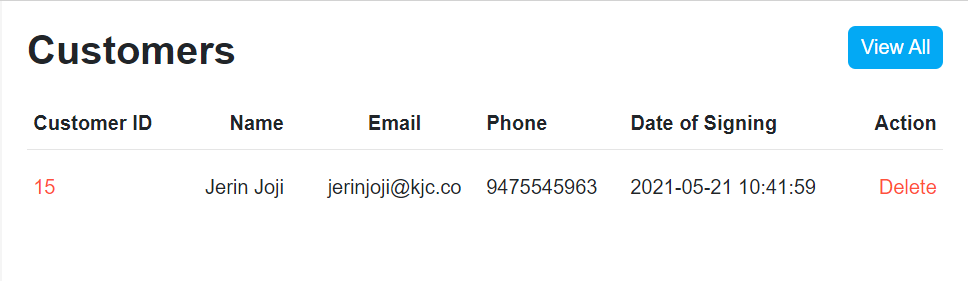 Customers
View All
Customer ID Name Email Phone Date of Signing Action
15 Jerin Joji jerinjoji@kjc.co 9475545963 2021-05-21 10:41:59 Delete